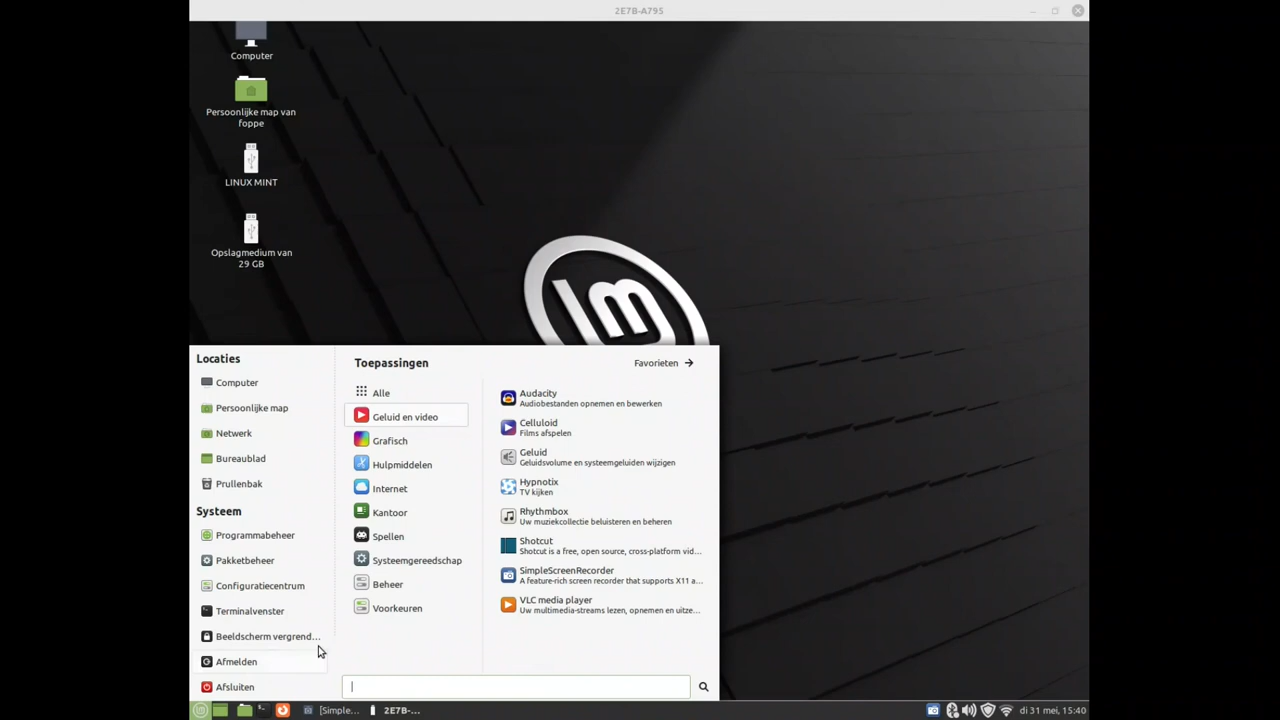 2E7B-A795
Computer
Persoonlijke map van
foppe
LINUX MINT
Opslagmedium van
29 GB
lm
Locaties
Computer
Persoonlijke map
Netwerk
Bureaublad
Prullenbak
Systeem
Programmabeheer
Pakketbeheer
Configuratiecentrum
Terminalvenster
Beeldscherm vergrend...
Afmelden
Afsluiten
Toepassingen
Favorieten
Alle
Geluid en video
Grafisch
Hulpmiddelen
Internet
Kantoor
Spellen
Systeemgereedschap
Beheer
Voorkeuren
Audacity
Audiobestanden opnemen en bewerken
Celluloid
Films afspelen
Geluid
Geluidsvolume en systeemgeluiden wijzigen
Hypnotix
TV kijken
Rhythmbox
Uw muziekcollectie beluisteren en beheren
Shotcut
Shotcut is a free, open source, cross-platform vid...
SimpleScreenRecorder
A feature-rich screen recorder that supports X11 a...
VLC media player
Uw multimedia-streams lezen, opnemen en uitze...
[Simple...
2E7B-...
di 31 mei, 15:40